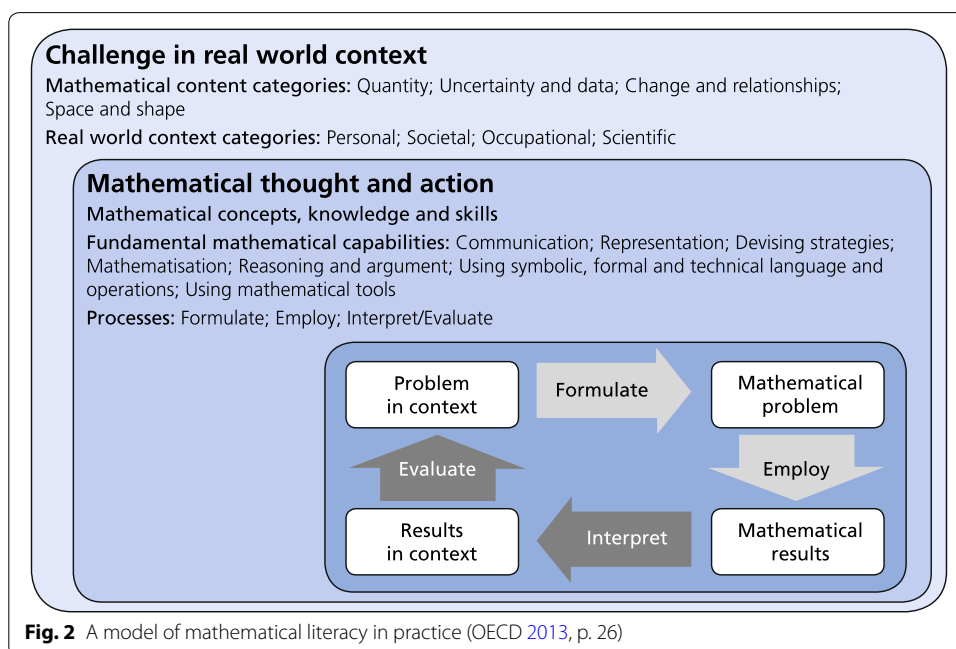 Challenge in real world context
Mathematical content categories: Quantity; Uncertainty and data; Change and relationships;
Space and shape
Real world context categories: Personal; Societal; Occupational; Scientific
Mathematical thought and action
Mathematical concepts, knowledge and skills
Fundamental mathematical capabilities: Communication; Representation; Devising strategies;
Mathematisation; Reasoning and argument; Using symbolic, formal and technical language and
operations; Using mathematical tools
Processes: Formulate; Employ; Interpret/Evaluate
Problem
in context
Formulate
Mathematical
problem
Evaluate
Employ
Results
in context
Interpret
Mathematical
results
Fig. 2 A model of mathematical literacy in practice (OECD 2013, p. 26)